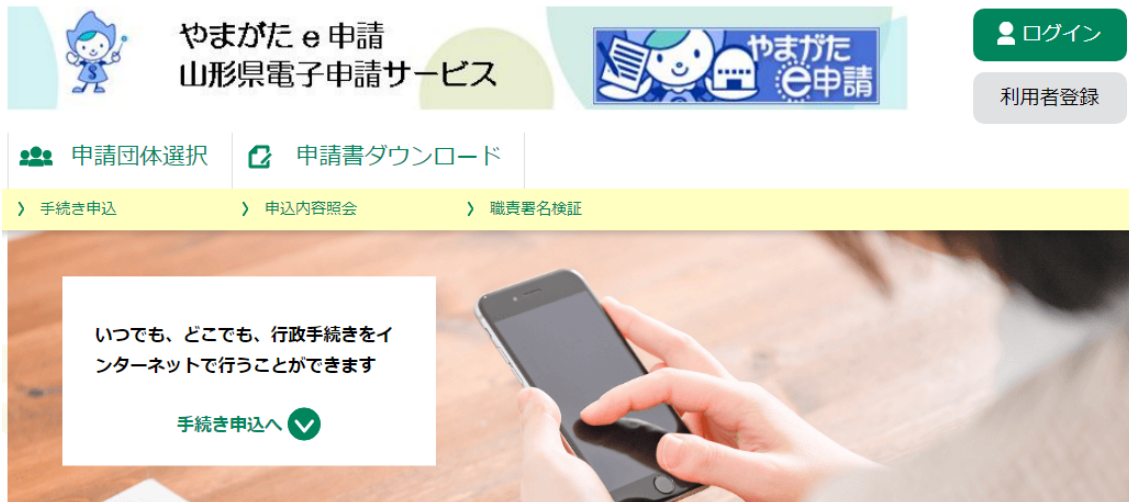 やまがた e 申請
山形県電子申請サービス
S
やまがた
e申請
ログイン
利用者登録
申請団体選択
申請書ダウンロード
手続き申込
申込内容照会
職責署名検証
いつでも、どこでも、行政手続きをイ
ンターネットで行うことができます
手続き申込へ